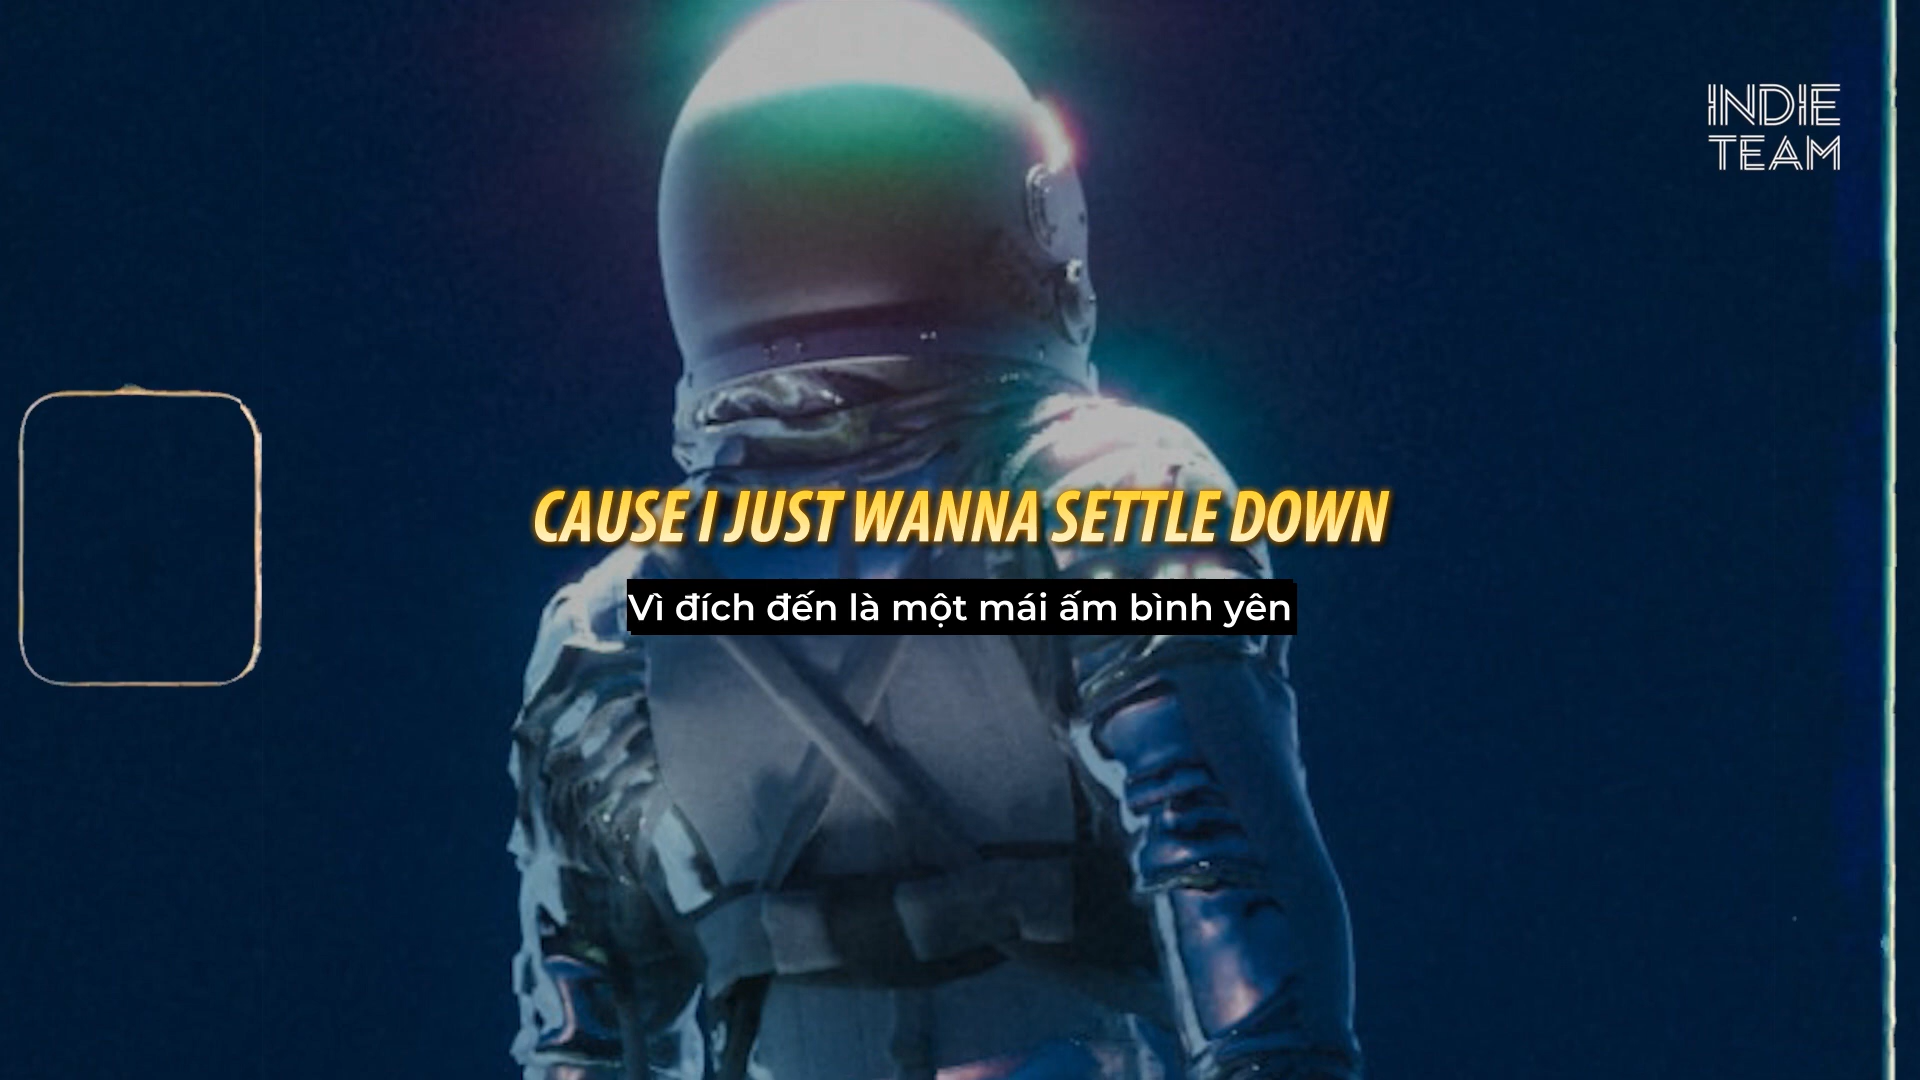 INDIE
TEAM
CAUSE I JUST WANNA SETTLE DOWN
Vì đích đến là một mái ấm bình yên